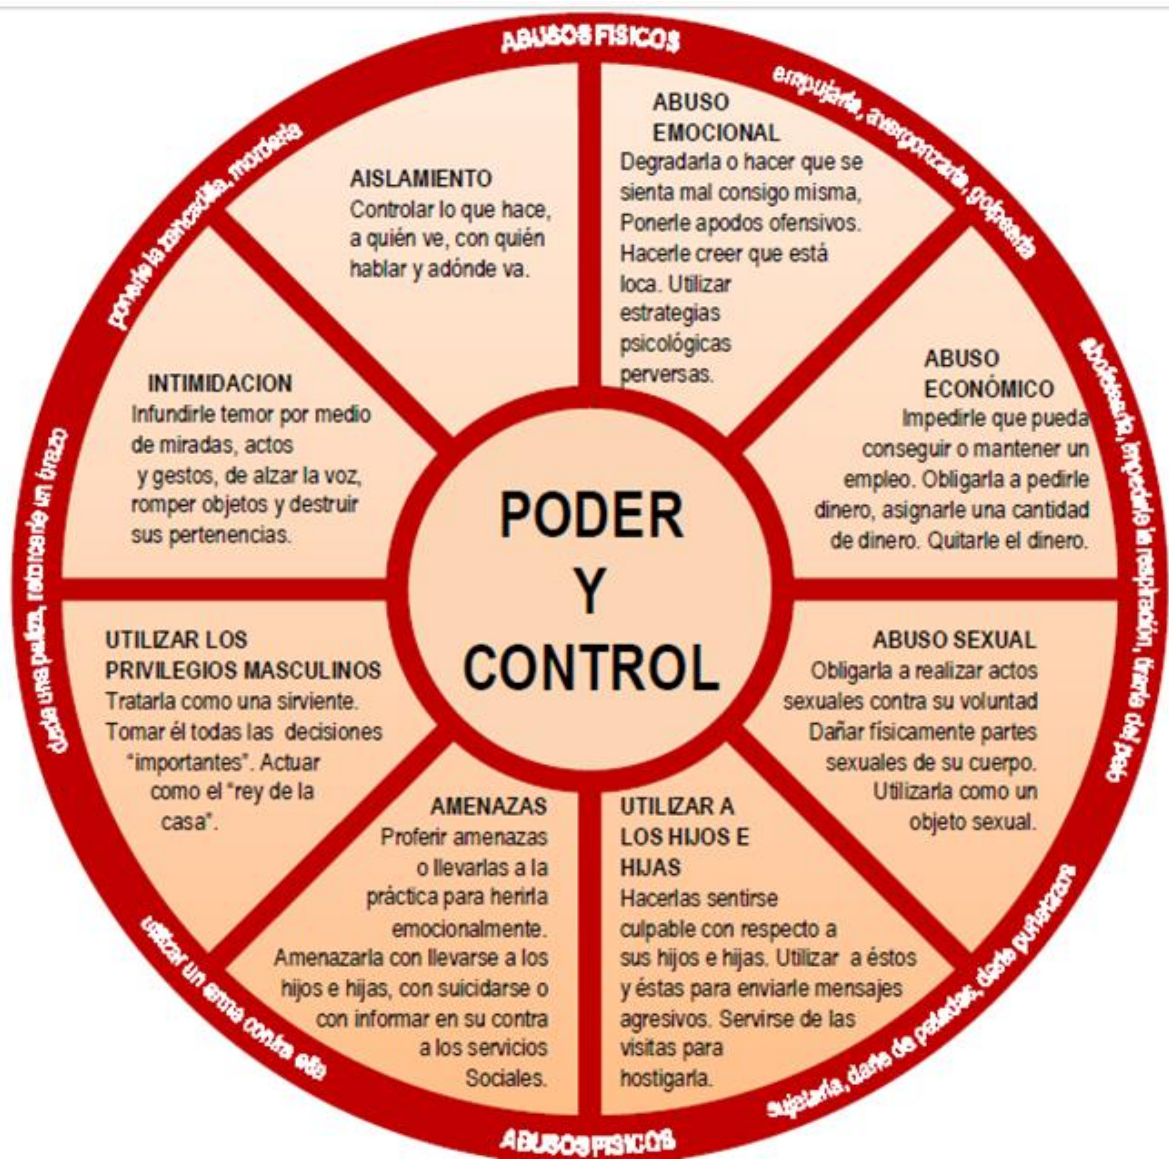 ABUSOS FISICOS
empujarla, avergonzarla, golpearla
abofetearla, impedirle la respiración, tirarla del pelo
sujetarla, darle de patadas, darle puñetazos
ABUSOS FISICOS
utilizar un arma contra ella
darle una paliza, retorcerle un brazo
ponerle la zancadilla, morderla
ABUSO
EMOCIONAL
Degradarla o hacer que se
sienta mal consigo misma,
Ponerle apodos ofensivos.
Hacerle creer que está
loca. Utilizar
estrategias
psicológicas
perversas.
ABUSO
ECONÓMICO
Impedirle que pueda
conseguir o mantener un
empleo. Obligarla a pedirle
dinero, asignarle una cantidad
de dinero. Quitarle el dinero.
ABUSO SEXUAL
Obligarla a realizar actos
sexuales contra su voluntad
Dañar físicamente partes
sexuales de su cuerpo.
Utilizarla como un
objeto sexual.
UTILIZAR A
LOS HIJOS E
HIJAS
Hacerlas sentirse
culpable con respecto a
sus hijos e hijas. Utilizar a éstos
y éstas para enviarle mensajes
agresivos. Servirse de las
visitas para
hostigarla.
AMENAZAS
Proferir amenazas
o llevarlas a la
práctica para herirla
emocionalmente.
Amenazarla con llevarse a los
hijos e hijas, con suicidarse o
con informar en su contra
a los servicios
Sociales.
UTILIZAR LOS
PRIVILEGIOS MASCULINOS
Tratarla como una sirviente.
Tomar él todas las decisiones
“importantes”. Actuar
como el “rey de la
casa”.
INTIMIDACION
Infundirle temor por medio
de miradas, actos
y gestos, de alzar la voz,
romper objetos y destruir
sus pertenencias.
AISLAMIENTO
Controlar lo que hace,
a quién ve, con quién
hablar y adónde va.
PODER
Y
CONTROL